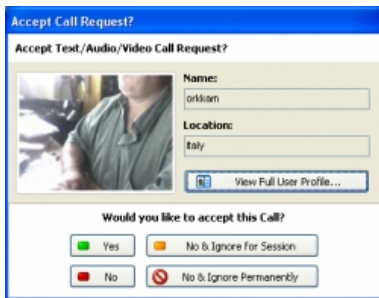 Accept Call Request?
Accept Text/Audio/Video Call Request?
Name:
orkkam
Location:
Italy
View Full User Profile...
Would you like to accept this Call?
Yes
No & Ignore for Session
No
No & Ignore Permanently